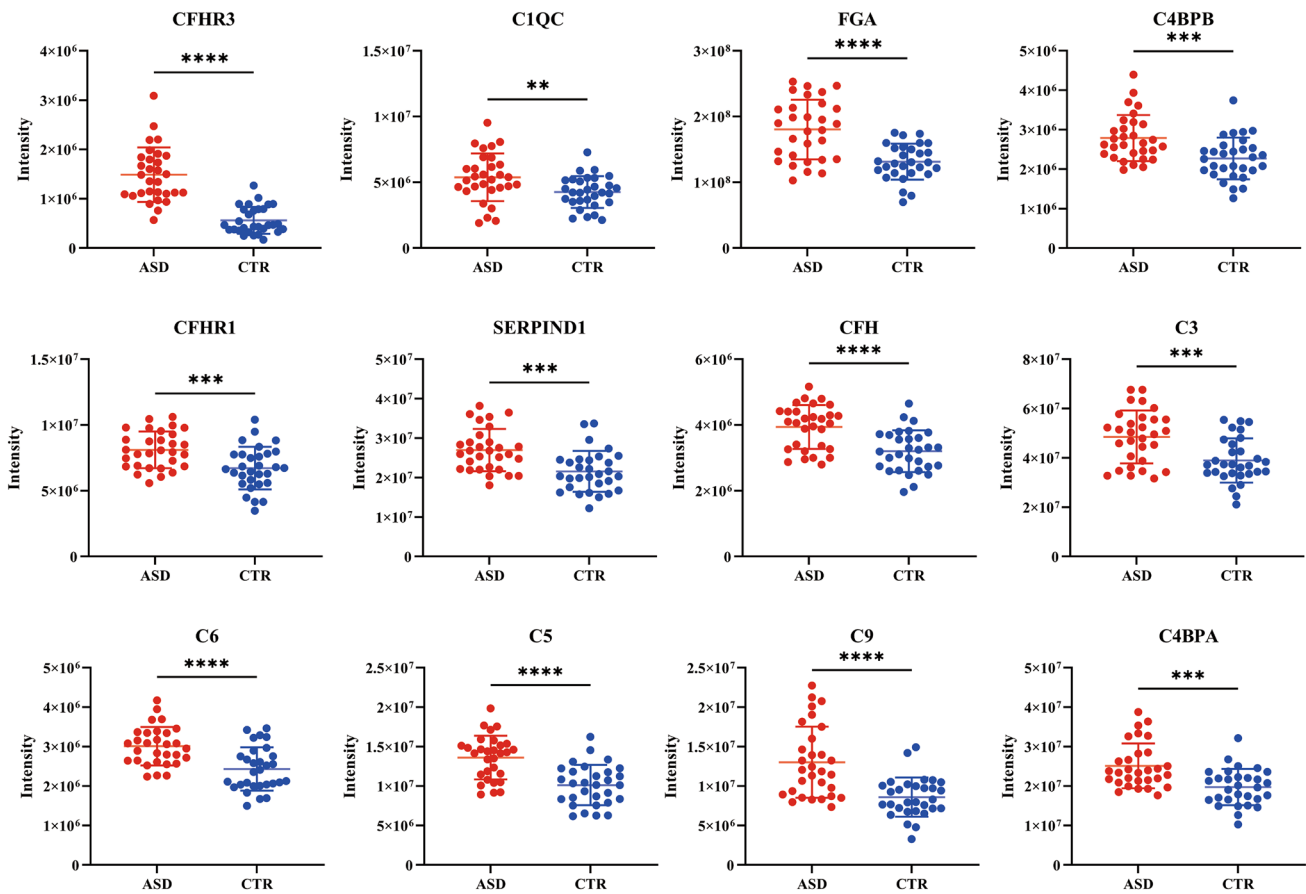 CFHR3
4×10⁶
3×10⁶
2×10⁶
1×10⁶
0
Intensity
****
ASD CTR
C1QC
1.5×10⁷
1.0×10⁷
5.0×10⁶
0
Intensity
**
ASD CTR
FGA
3×10⁸
2×10⁸
1×10⁸
0
Intensity
****
ASD CTR
C4BPB
5×10⁶
4×10⁶
3×10⁶
2×10⁶
1×10⁶
0
Intensity
***
ASD CTR
CFHR1
1.5×10⁷
1.0×10⁷
5.0×10⁶
0
Intensity
***
ASD CTR
SERPIND1
5×10⁷
4×10⁷
3×10⁷
2×10⁷
1×10⁷
0
Intensity
***
ASD CTR
CFH
6×10⁶
4×10⁶
2×10⁶
0
Intensity
****
ASD CTR
C3
8×10⁷
6×10⁷
4×10⁷
2×10⁷
0
Intensity
***
ASD CTR
C6
5×10⁶
4×10⁶
3×10⁶
2×10⁶
1×10⁶
0
Intensity
****
ASD CTR
C5
2.5×10⁷
2×10⁷
1.5×10⁷
1×10⁷
5×10⁶
0
Intensity
****
ASD CTR
C9
2.5×10⁷
2×10⁷
1.5×10⁷
1×10⁷
5×10⁶
0
Intensity
****
ASD CTR
C4BPA
5×10⁷
4×10⁷
3×10⁷
2×10⁷
1×10⁷
0
Intensity
***
ASD CTR